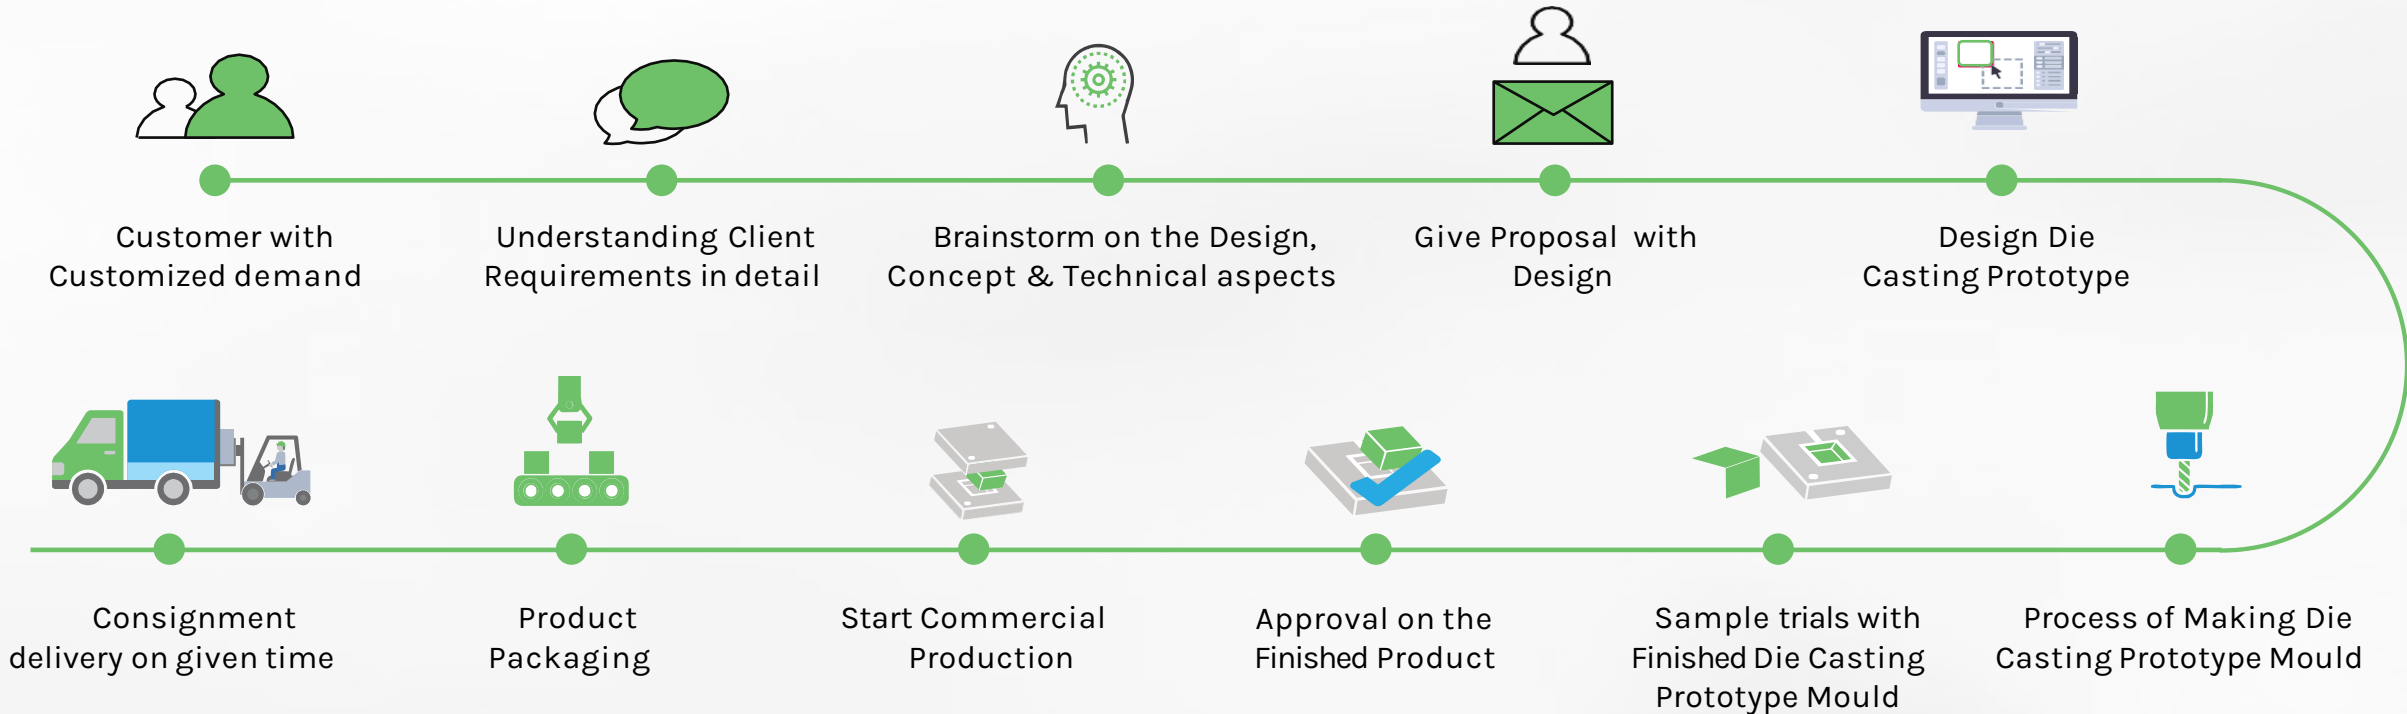 Customer with
Customized demand
Understanding Client
Requirements in detail
Brainstorm on the Design,
Concept & Technical aspects
Give Proposal with
Design
Design Die
Casting Prototype
Process of Making Die
Casting Prototype Mould
Sample trials with
Finished Die Casting
Prototype Mould
Approval on the
Finished Product
Start Commercial
Production
Product
Packaging
Consignment
delivery on given time